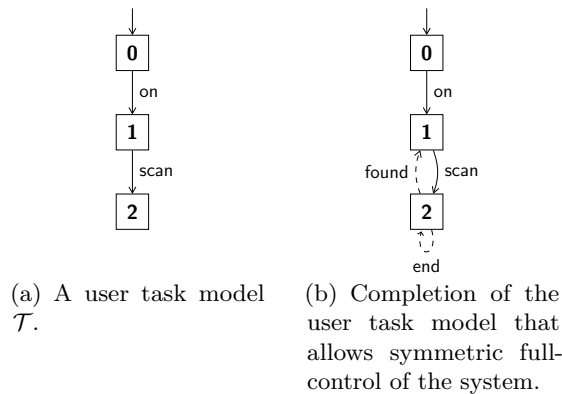 0 0
on on
1 1
scan found scan
2 2
end
(a) A user task model
𝒯.
(b) Completion of the
user task model that
allows symmetric full-
control of the system.